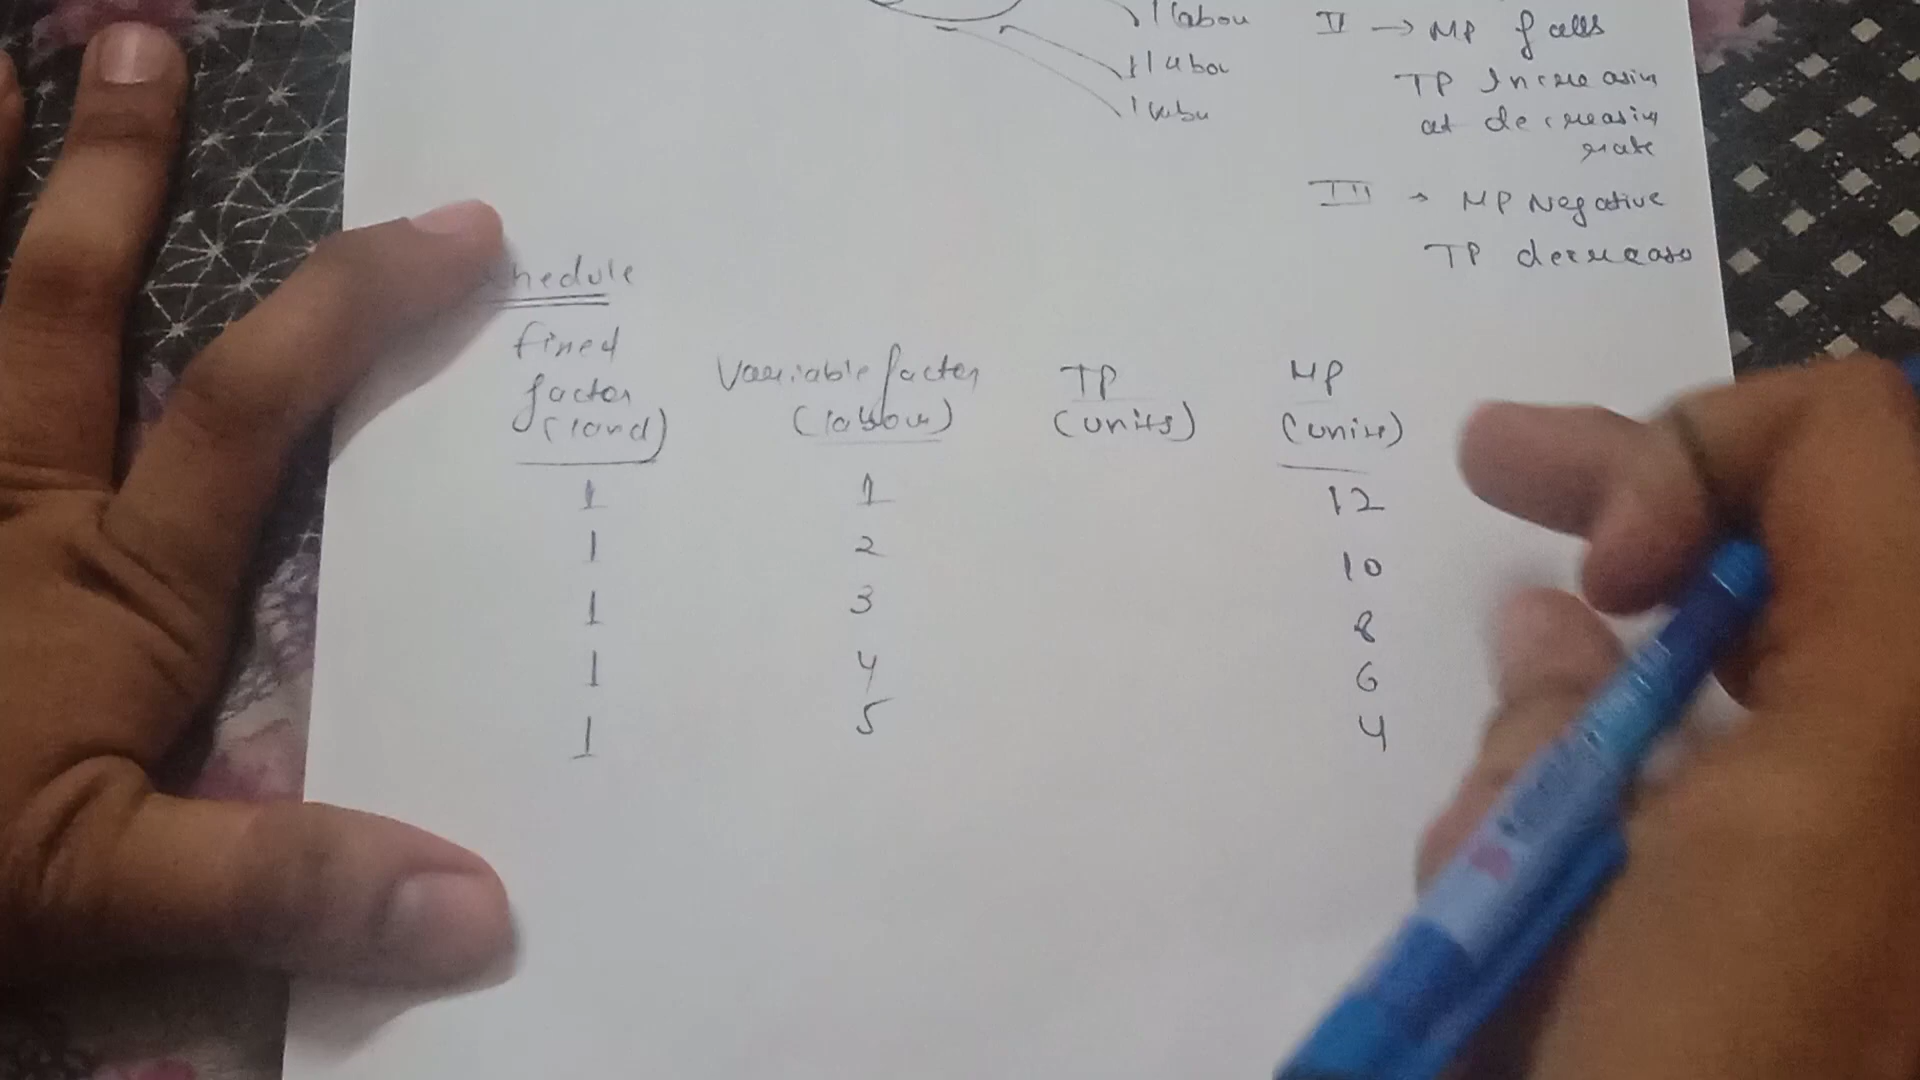 1 labou
1 labou
1 labu
II → MP falls
TP Increasing
at decreasing
rate
III → MP Negative
TP decreases
chedule
fixed
factor
(land)
Variable factor
(labour)
TP
(units)
MP
(units)
1 1 12
1 2 10
1 3 8
1 4 6
1 5 4